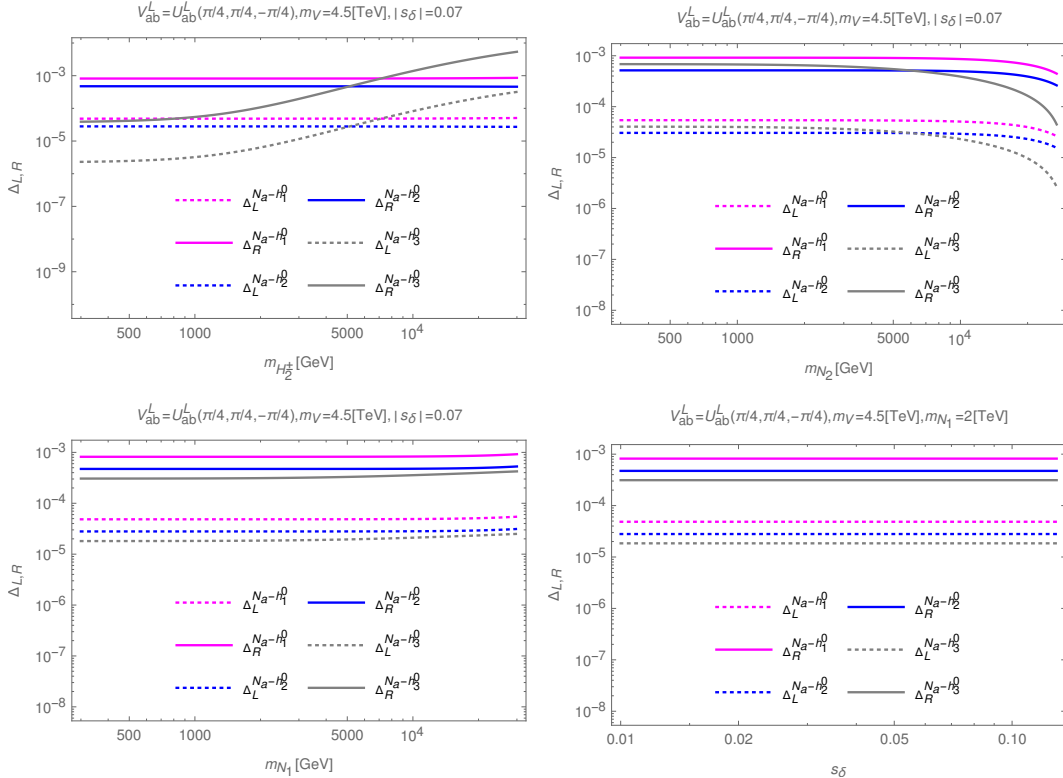 V^L_ab=U^L_ab(π/4,π/4,-π/4),m_V=4.5[TeV],|s_δ|=0.07
Δ_L,R
10^-3
10^-5
10^-7
10^-9
Δ_L^Na-h_1^0
Δ_R^Na-h_2^0
Δ_R^Na-h_1^0
Δ_L^Na-h_3^0
Δ_L^Na-h_2^0
Δ_R^Na-h_3^0
500 1000 5000 10^4
m_H_2^± [GeV]
V^L_ab=U^L_ab(π/4,π/4,-π/4),m_V=4.5[TeV],|s_δ|=0.07
Δ_L,R
10^-3
10^-4
10^-5
10^-6
10^-7
10^-8
Δ_L^Na-h_1^0
Δ_R^Na-h_2^0
Δ_R^Na-h_1^0
Δ_L^Na-h_3^0
Δ_L^Na-h_2^0
Δ_R^Na-h_3^0
500 1000 5000 10^4
m_N_2 [GeV]
V^L_ab=U^L_ab(π/4,π/4,-π/4),m_V=4.5[TeV],|s_δ|=0.07
Δ_L,R
10^-3
10^-4
10^-5
10^-6
10^-7
10^-8
Δ_L^Na-h_1^0
Δ_R^Na-h_2^0
Δ_R^Na-h_1^0
Δ_L^Na-h_3^0
Δ_L^Na-h_2^0
Δ_R^Na-h_3^0
500 1000 5000 10^4
m_N_1 [GeV]
V^L_ab=U^L_ab(π/4,π/4,-π/4),m_V=4.5[TeV],m_N_1=2[TeV]
Δ_L,R
10^-3
10^-4
10^-5
10^-6
10^-7
10^-8
Δ_L^Na-h_1^0
Δ_R^Na-h_2^0
Δ_R^Na-h_1^0
Δ_L^Na-h_3^0
Δ_L^Na-h_2^0
Δ_R^Na-h_3^0
0.01 0.02 0.05 0.10
s_δ